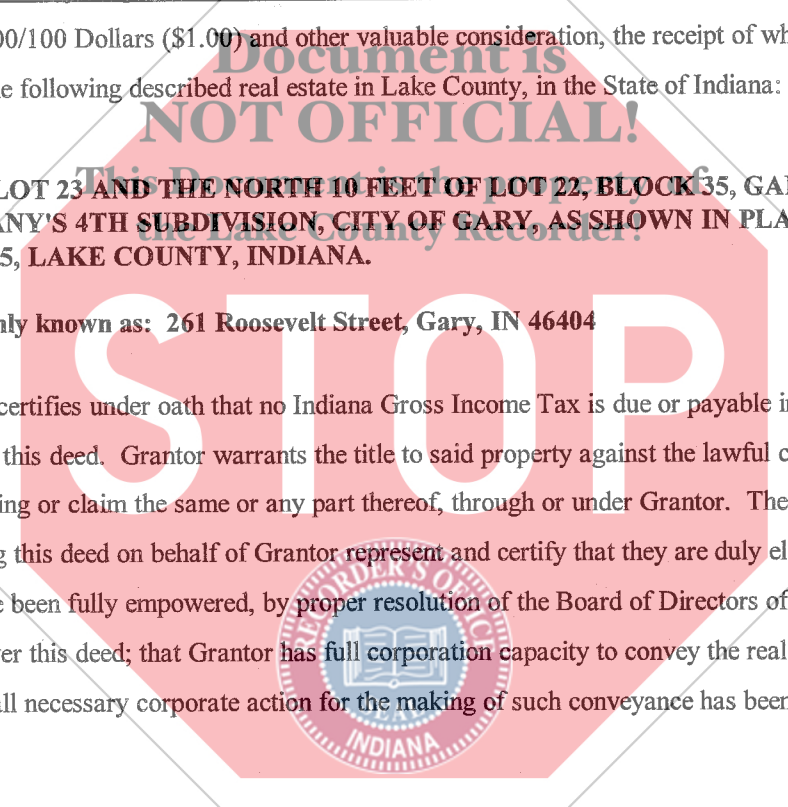 00/100 Dollars ($1.00) and other valuable consideration, the receipt of wh
Document is
e following described real estate in Lake County, in the State of Indiana:
NOT OFFICIAL!
This Document is the property of
LOT 23 AND THE NORTH 10 FEET OF LOT 22, BLOCK 35, GA
ANY'S 4TH SUBDIVISION, CITY OF GARY, AS SHOWN IN PLA
the Lake County Recorder!
5, LAKE COUNTY, INDIANA.
nly known as: 261 Roosevelt Street, Gary, IN 46404
STOP
certifies under oath that no Indiana Gross Income Tax is due or payable i
this deed. Grantor warrants the title to said property against the lawful c
ing or claim the same or any part thereof, through or under Grantor. The
g this deed on behalf of Grantor represent and certify that they are duly el
e been fully empowered, by proper resolution of the Board of Directors of
er this deed; that Grantor has full corporation capacity to convey the real
all necessary corporate action for the making of such conveyance has been
RECORDER'S OFFICE
SEAL
INDIANA